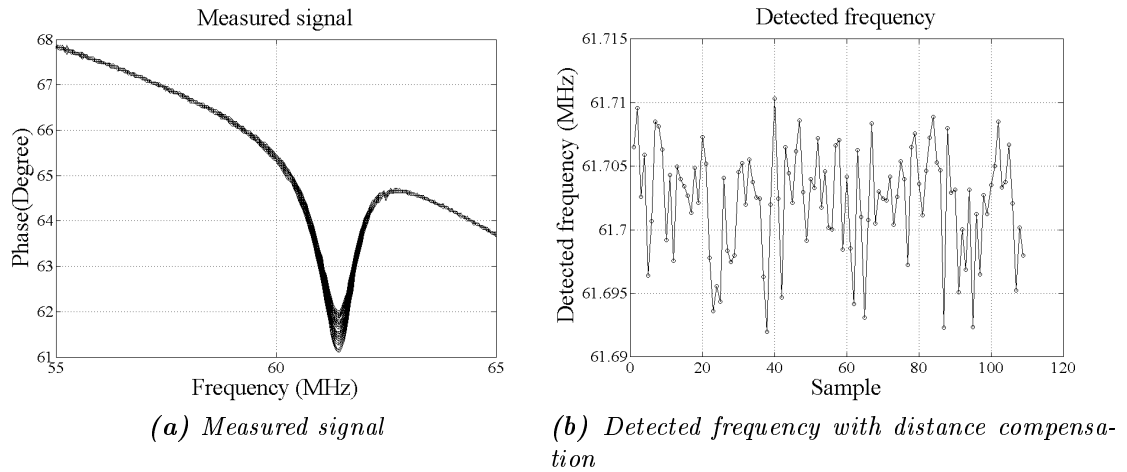 Measured signal
68
67
66
65
64
63
62
61
55
60
65
Phase(Degree)
Frequency (MHz)
(a) Measured signal
Detected frequency
61.715
61.71
61.705
61.7
61.695
61.69
0
20
40
60
80
100
120
Detected frequency (MHz)
Sample
(b) Detected frequency with distance compensa-
tion